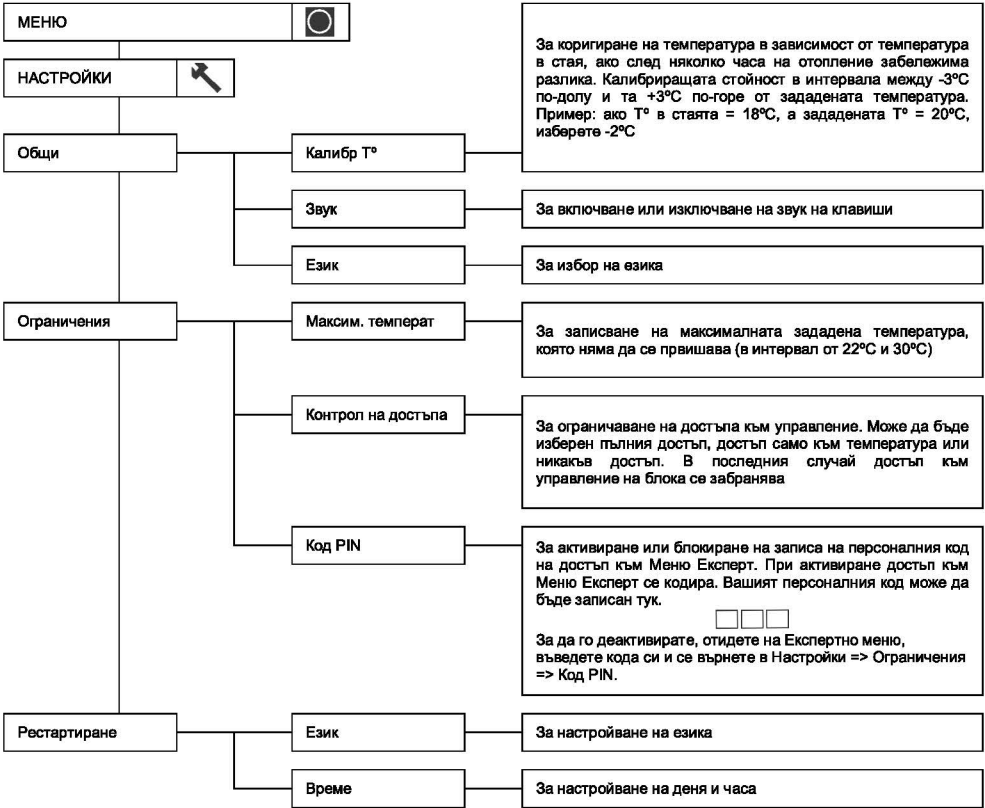 МЕНЮ
НАСТРОЙКИ
Общи
Калибр Tº
За коригиране на температура в зависимост от температура
в стая, ако след няколко часа на отопление забележима
разлика. Калибриращата стойност в интервала между -3ºC
по-долу и та +3ºC по-горе от зададената температура.
Пример: ако Tº в стаята = 18ºC, а зададената Tº = 20ºC,
изберете -2ºC
Звук
За включване или изключване на звук на клавиши
Език
За избор на езика
Ограничения
Максим. температ
За записване на максималната зададена температура,
която няма да се првишава (в интервал от 22ºC и 30ºC)
Контрол на достъпа
За ограничаване на достъпа към управление. Може да бъде
изберен пълния достъп, достъп само към температура или
никакъв достъп. В последния случай достъп към
управление на блока се забранява
Код PIN
За активиране или блокиране на записа на персоналния код
на достъп към Меню Експерт. При активиране достъп към
Меню Експерт се кодира. Вашият персоналния код може да
бъде записан тук.
За да го деактивирате, отидете на Експертно меню,
въведете кода си и се върнете в Настройки => Ограничения
=> Код PIN.
Рестартиране
Език
За настройване на езика
Време
За настройване на деня и часа